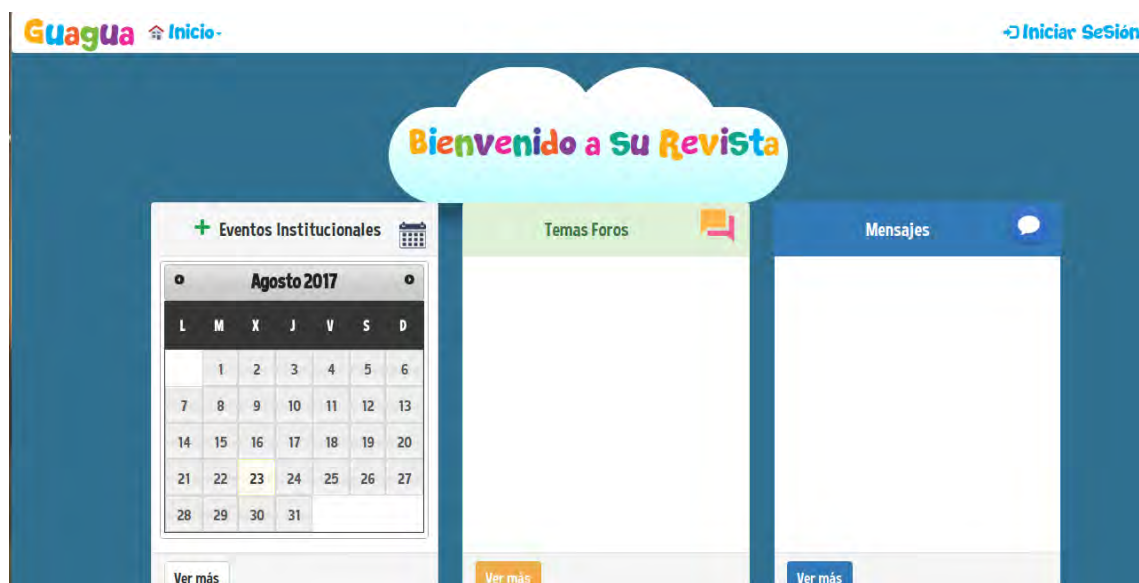 Guagua Inicio Iniciar SeSión
Bienvenido a Su ReviSta
+ Eventos Institucionales
Agosto 2017
L M X J V S D
1 2 3 4 5 6
7 8 9 10 11 12 13
14 15 16 17 18 19 20
21 22 23 24 25 26 27
28 29 30 31
Ver más
Temas Foros
Ver más
Mensajes
Ver más